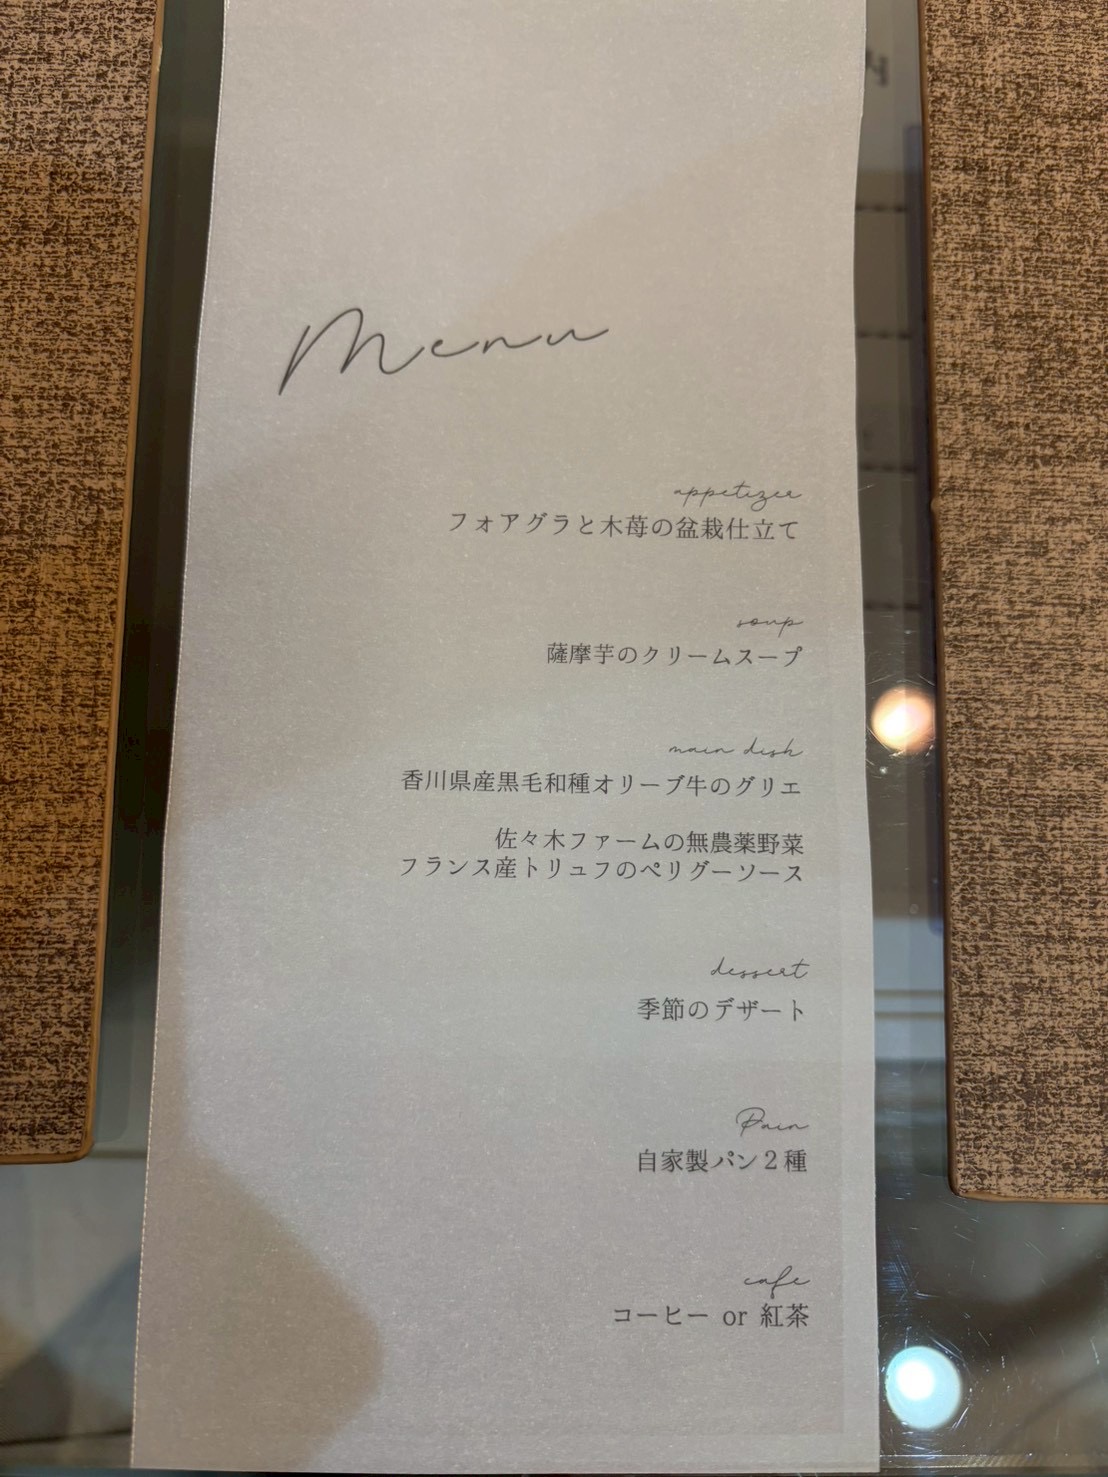 Menu
appetizer
フォアグラと木苺の盆栽仕立て
soup
薩摩芋のクリームスープ
main dish
香川県産黒毛和種オリーブ牛のグリエ
佐々木ファームの無農薬野菜
フランス産トリュフのペリグーソース
dessert
季節のデザート
Pain
自家製パン２種
cafe
コーヒー or 紅茶